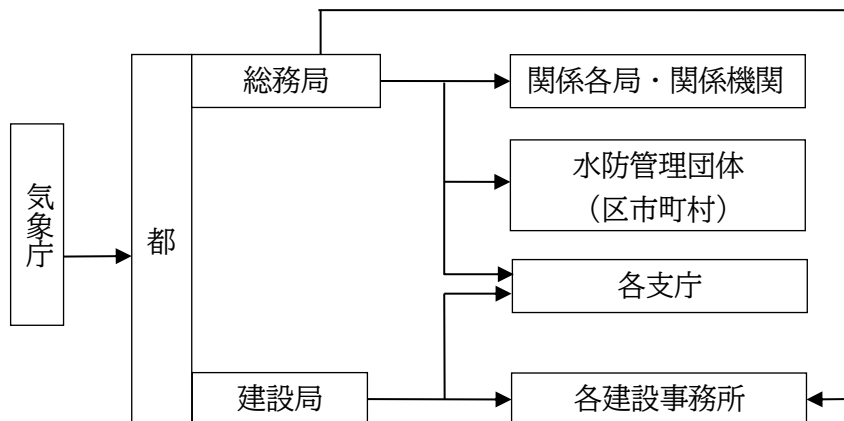 総務局
関係各局・関係機関
水防管理団体
（区市町村）
気象庁
都
各支庁
建設局
各建設事務所